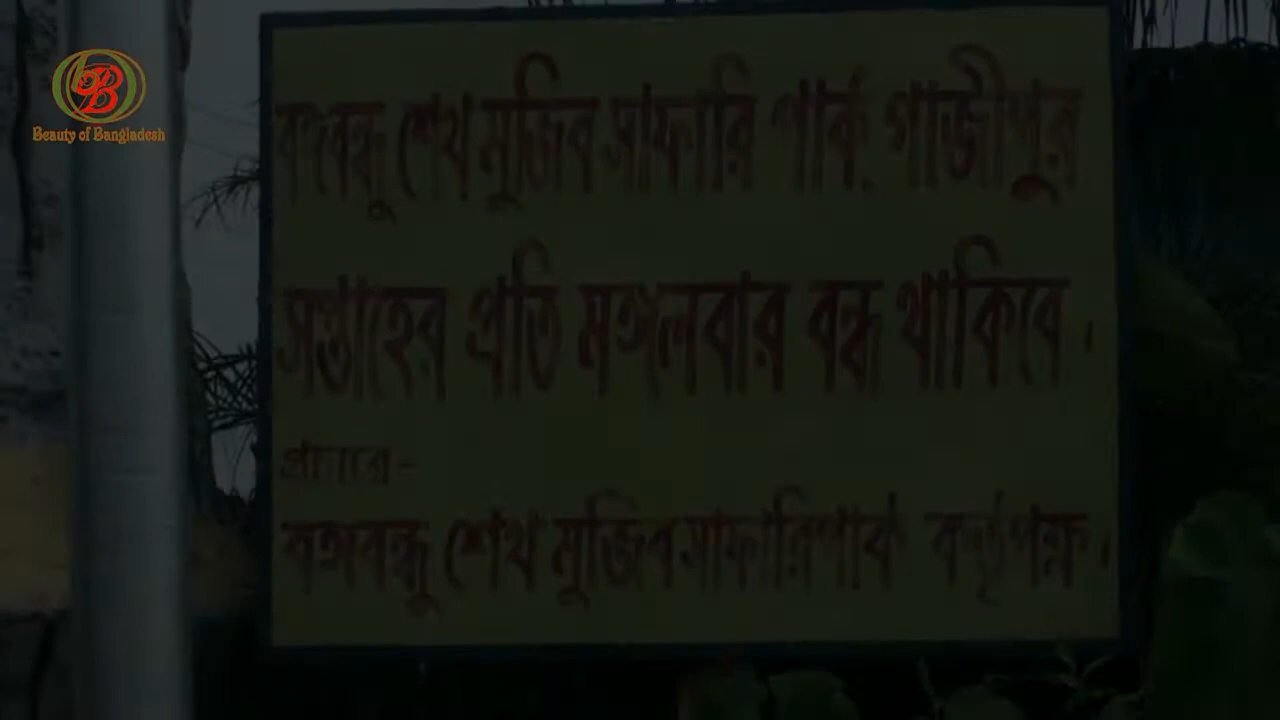 Beauty of Bangladesh
বঙ্গবন্ধু শেখ মুজিব সাফারি পার্ক, গাজীপুর
সপ্তাহের প্রতি মঙ্গলবার বন্ধ থাকিবে।
প্রচারে-
বঙ্গবন্ধু শেখ মুজিব সাফারি পার্ক কর্তৃপক্ষ।